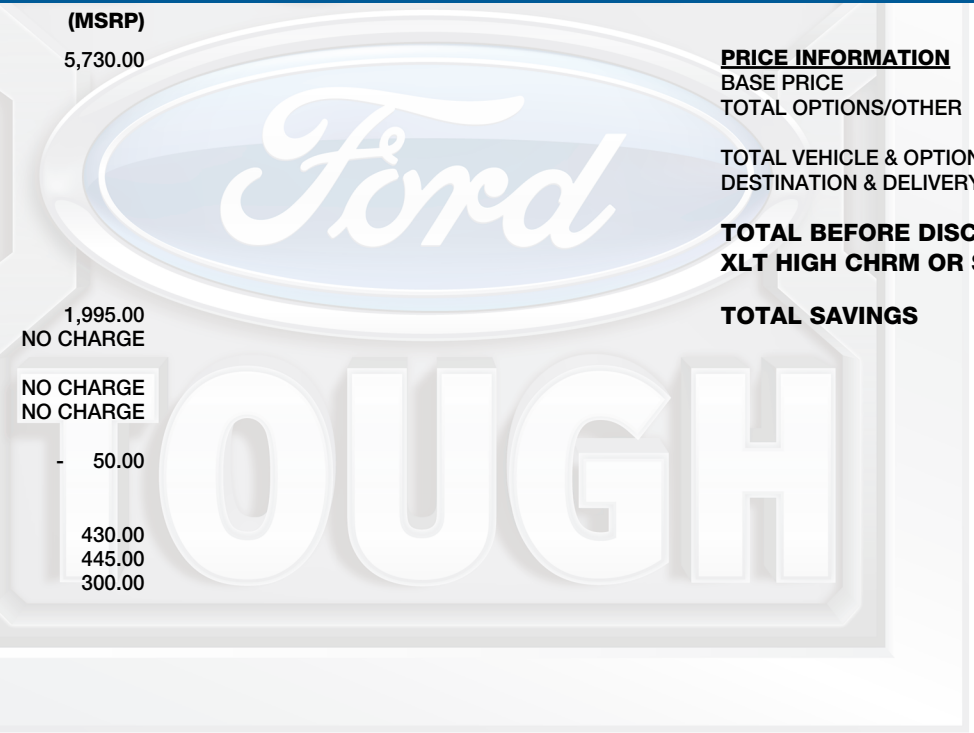 (MSRP)
5,730.00
1,995.00
NO CHARGE
NO CHARGE
NO CHARGE
- 50.00
430.00
445.00
300.00
PRICE INFORMATION
BASE PRICE
TOTAL OPTIONS/OTHER
TOTAL VEHICLE & OPTION
DESTINATION & DELIVERY
TOTAL BEFORE DISC
XLT HIGH CHRM OR S
TOTAL SAVINGS
Ford
TOUGH